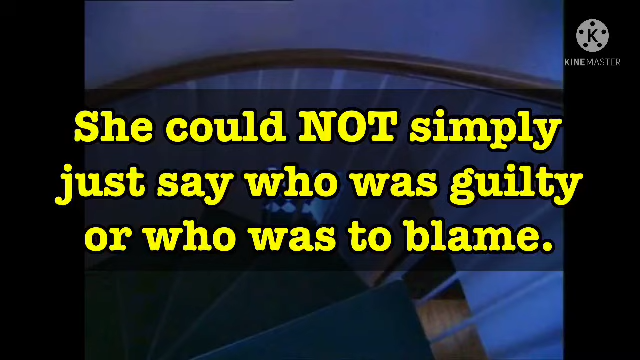 K
KINEMASTER
She could NOT simply
just say who was guilty
or who was to blame.